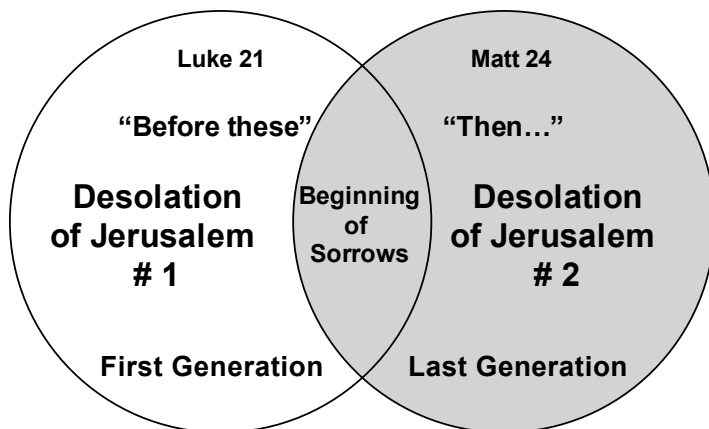 Luke 21
“Before these”
Desolation
of Jerusalem
# 1
First Generation
Beginning
of
Sorrows
Matt 24
“Then…”
Desolation
of Jerusalem
# 2
Last Generation